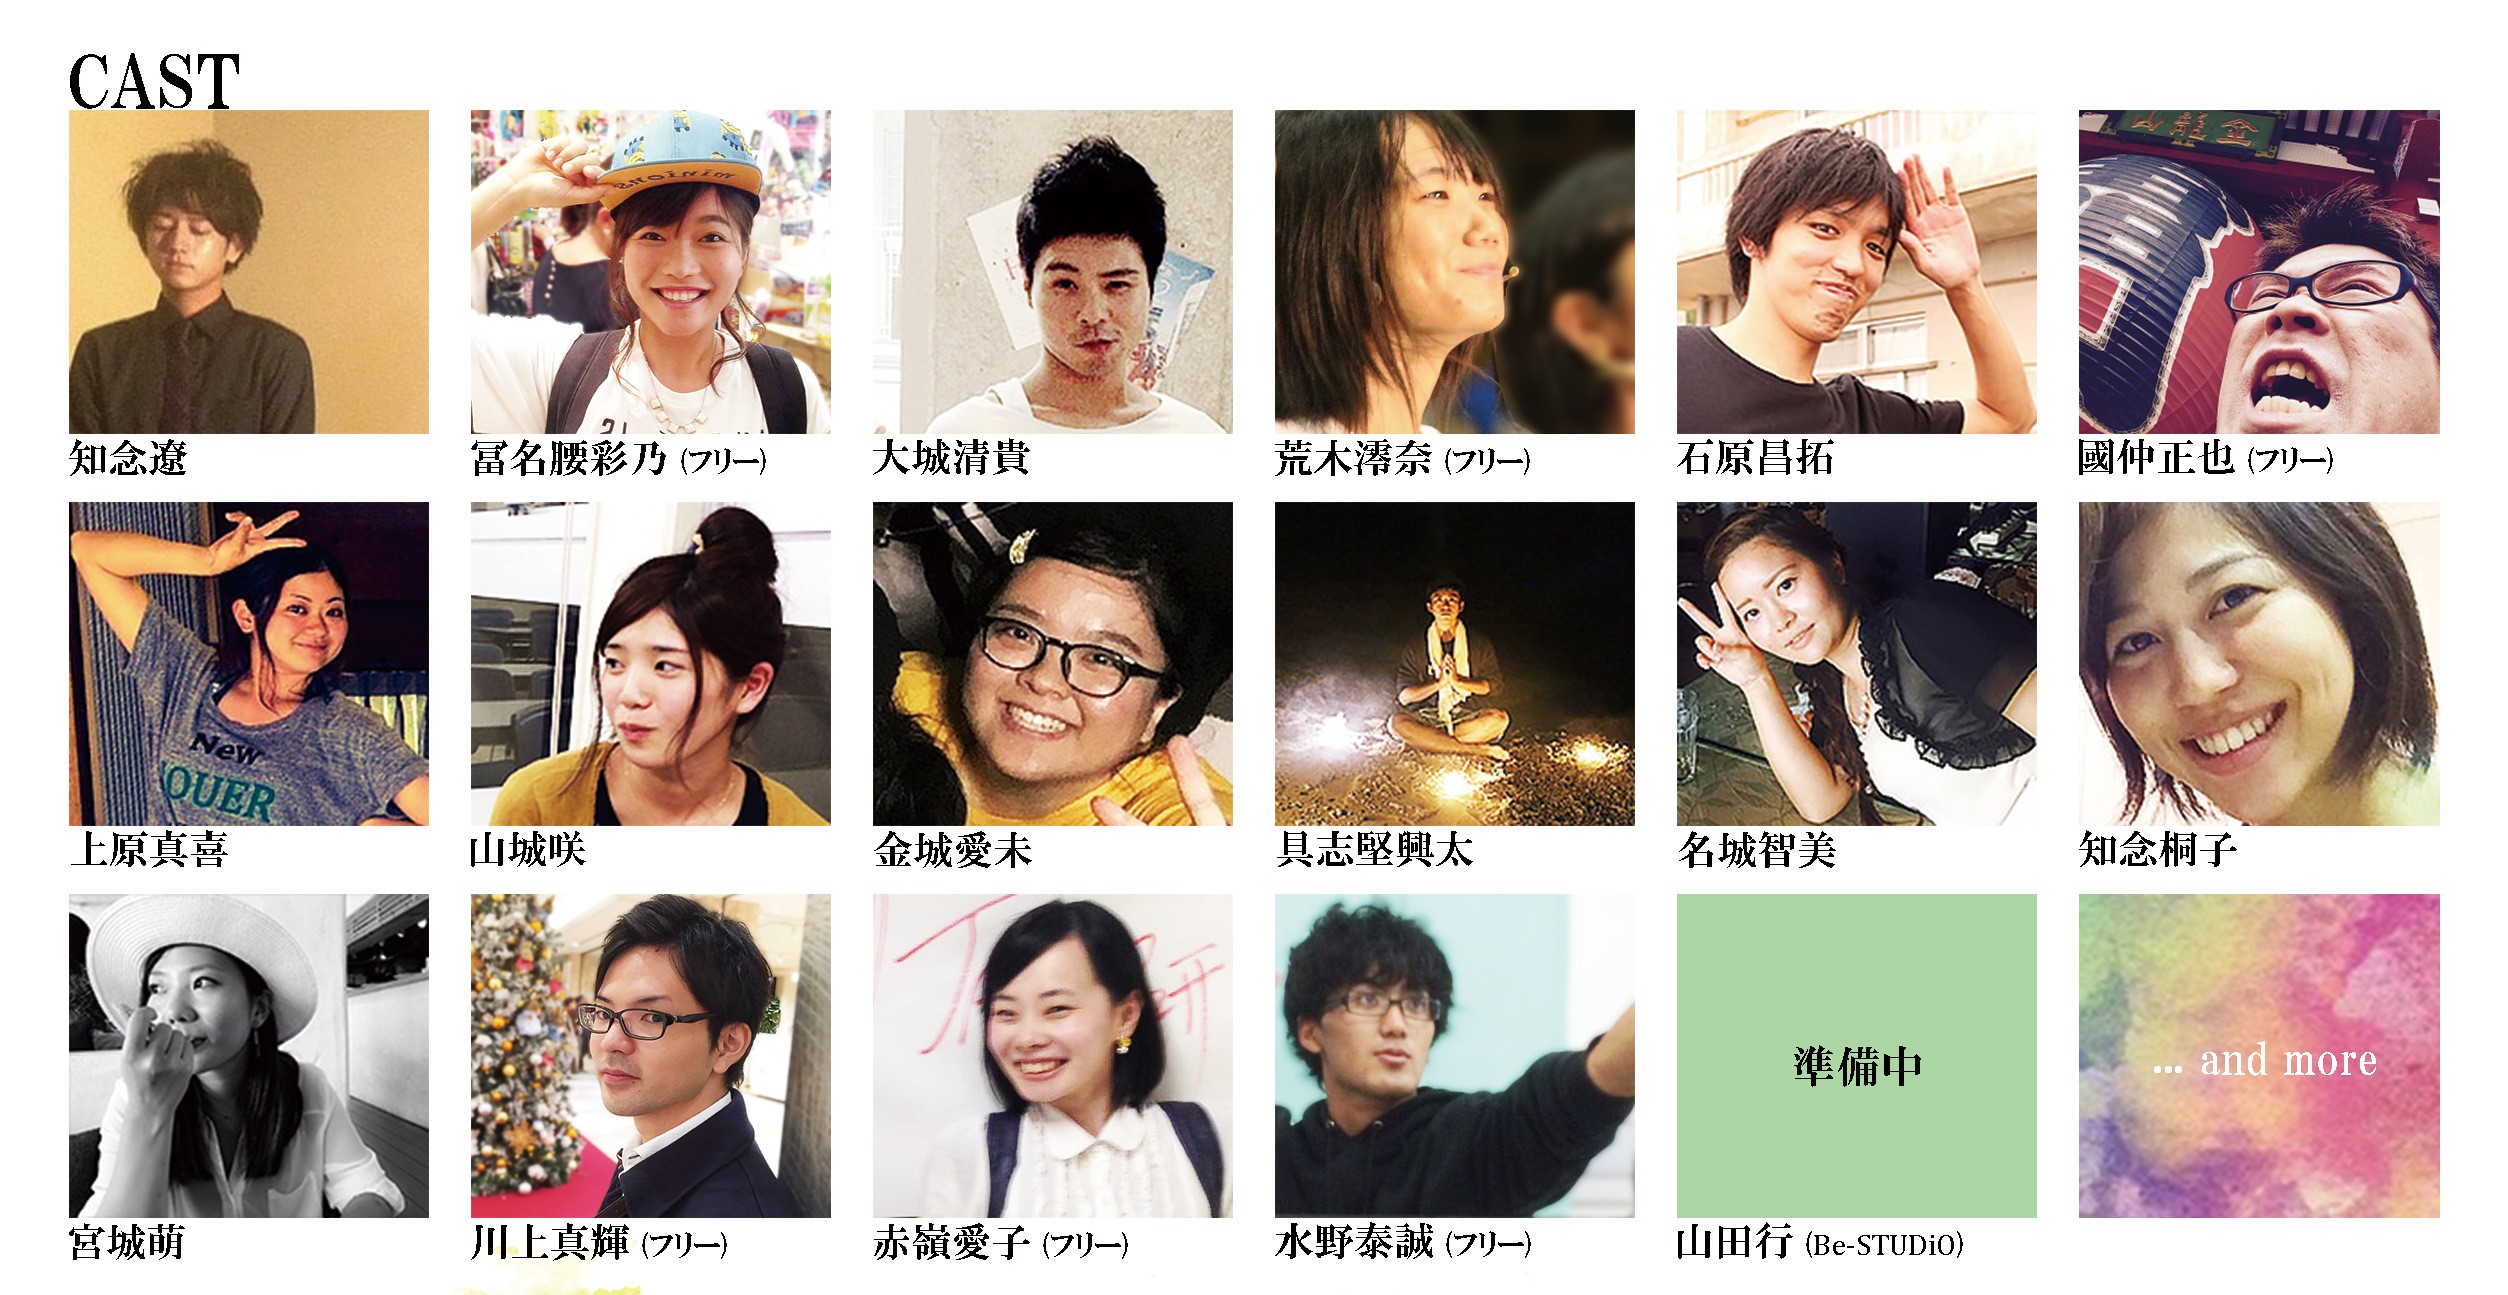 CAST
知念遼
冨名腰彩乃 (フリー)
大城清貴
荒木澪奈 (フリー)
石原昌拓
國仲正也 (フリー)
New
QUER
上原真喜
山城咲
金城愛未
具志堅興太
名城智美
知念桐子
準備中
... and more
宮城萌
川上真輝 (フリー)
赤嶺愛子 (フリー)
水野泰誠 (フリー)
山田行 (Be-STUDiO)